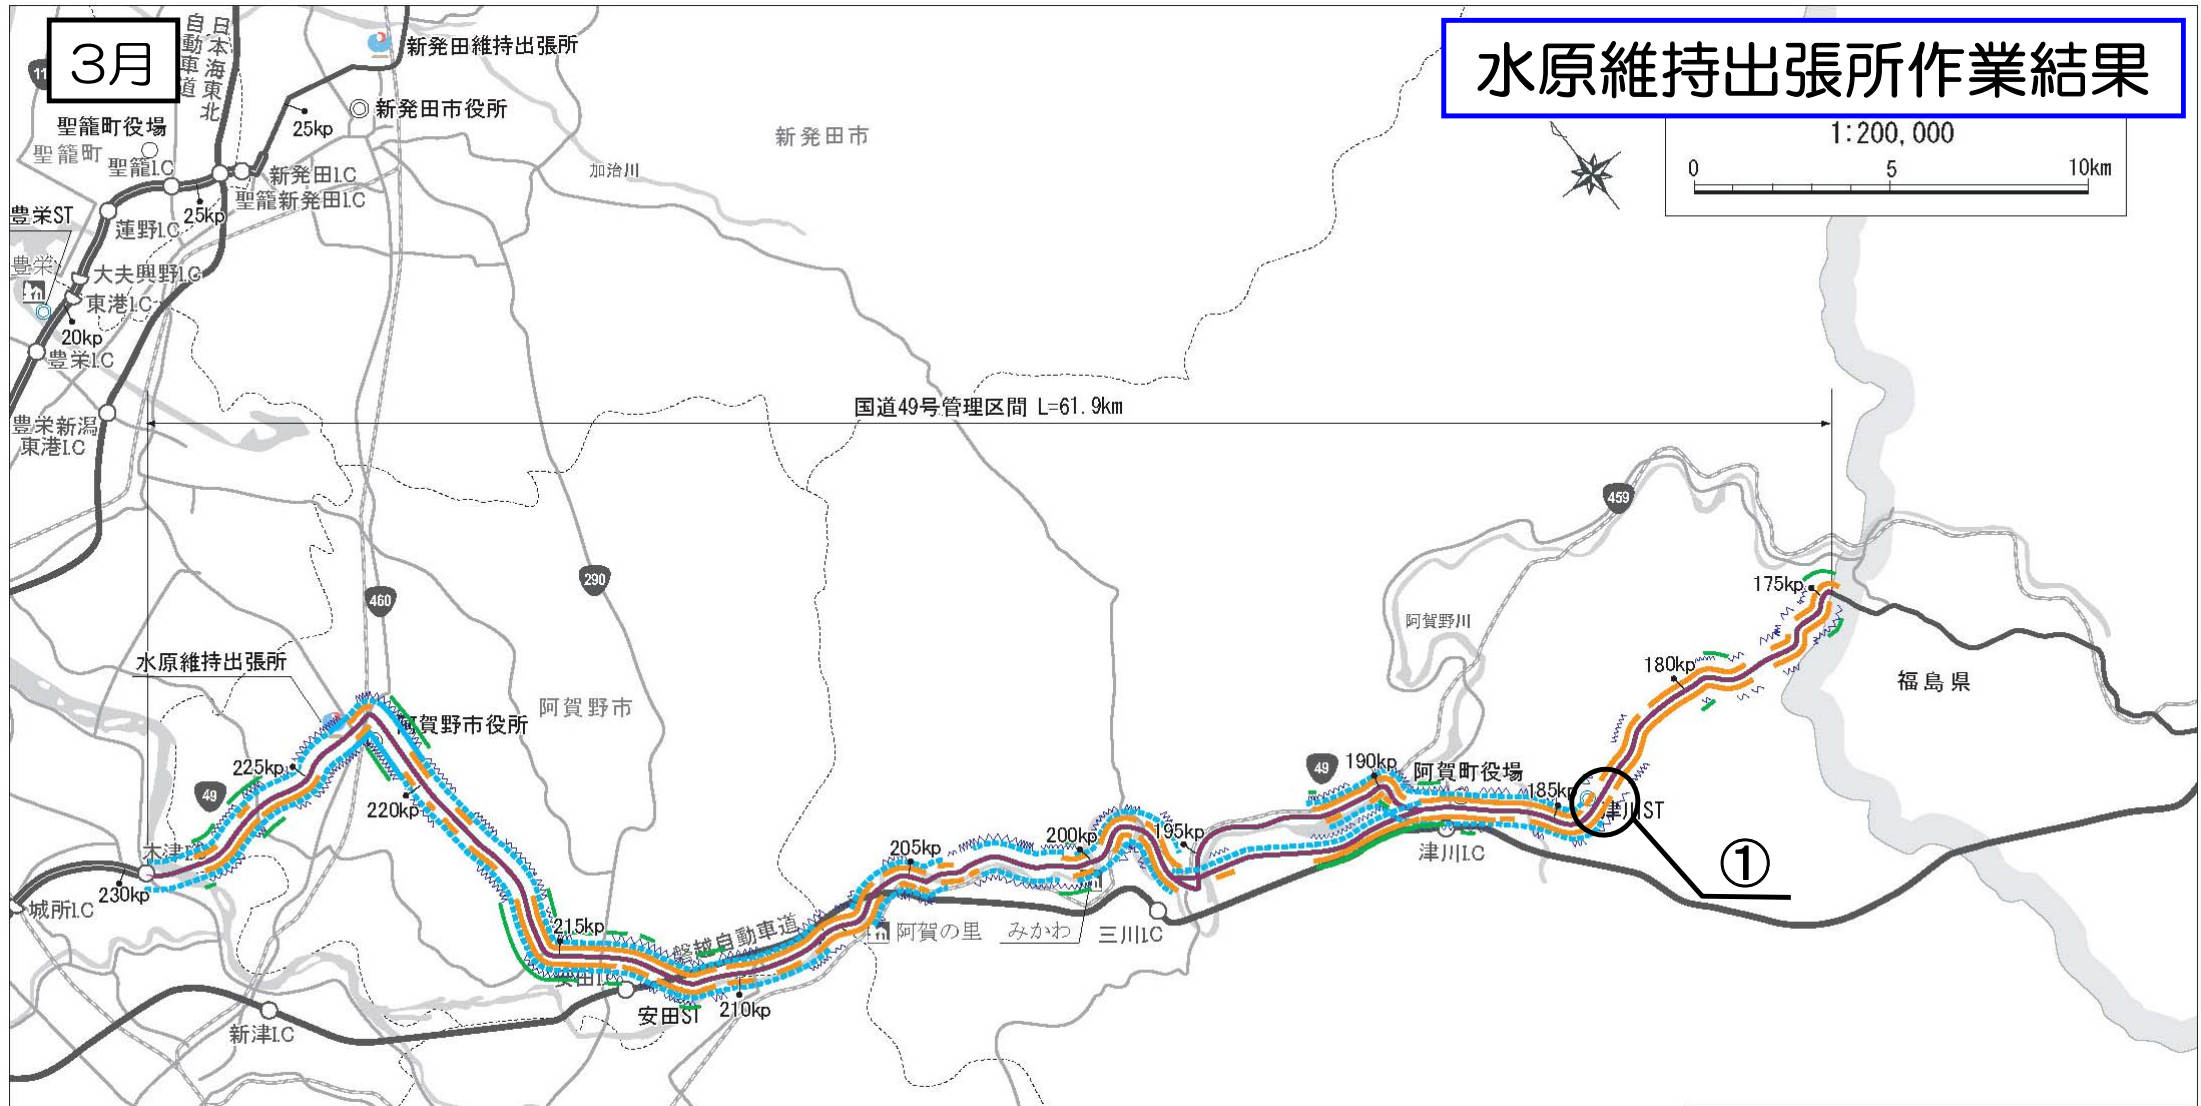 3月
水原維持出張所作業結果
1:200,000
0 5 10km
日本海東北
自動車道
新発田維持出張所
新発田市役所
25kp
聖籠町役場
聖籠町
聖籠I.C
新発田I.C
聖籠新発田I.C
25kp
新発田市
加治川
豊栄ST
蓮野I.C
豊栄
大夫興野I.C
東港I.C
20kp
豊栄I.C
豊栄新潟
東港I.C
国道49号管理区間 L=61.9km
459
290
460
175kp
阿賀野川
水原維持出張所
180kp
福島県
阿賀野市役所
阿賀野市
225kp
49
220kp
49
190kp
阿賀町役場
185kp
津川ST
①
木津I.C
230kp
城所I.C
205kp
200kp
195kp
津川I.C
215kp
磐越自動車道
阿賀の里
みかわ
三川I.C
安田I.C
安田ST
210kp
新津I.C